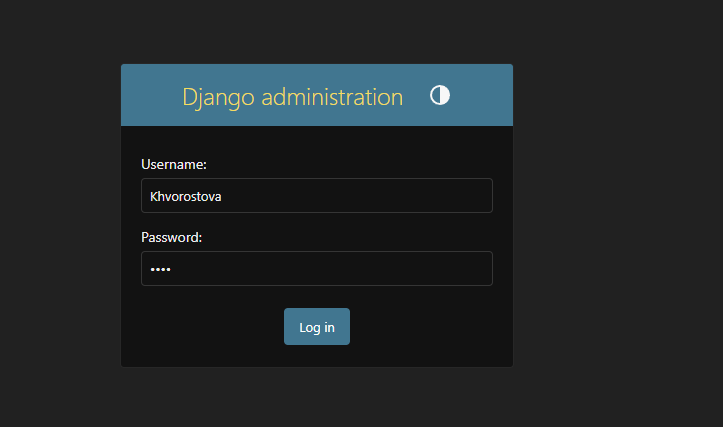 Django administration
Username:
Khvorostova
Password:
••••
Log in